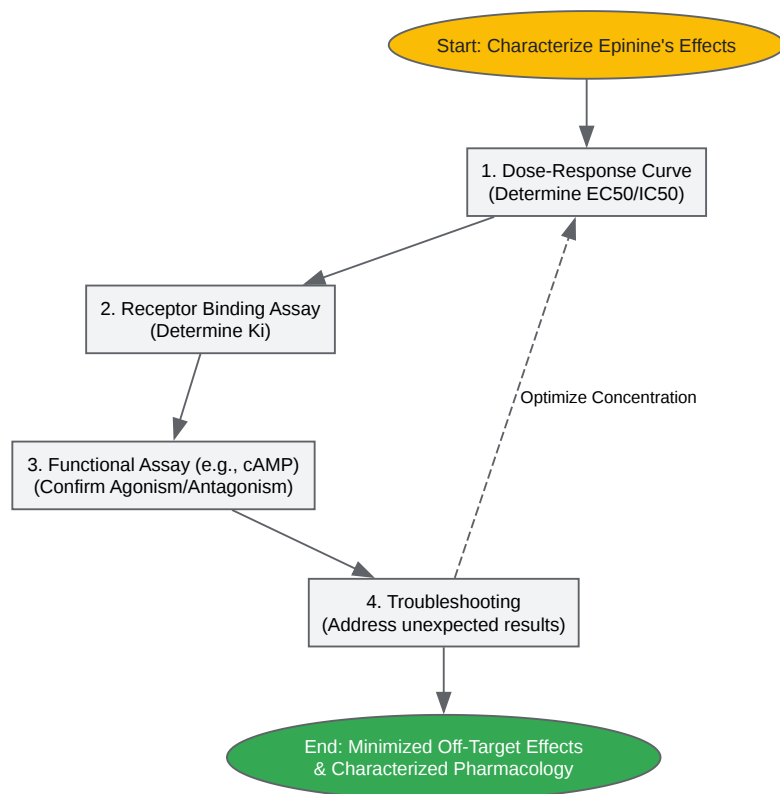 Start: Characterize Epinine's Effects
1. Dose-Response Curve
(Determine EC50/IC50)
2. Receptor Binding Assay
(Determine Ki)
Optimize Concentration
3. Functional Assay (e.g., cAMP)
(Confirm Agonism/Antagonism)
4. Troubleshooting
(Address unexpected results)
End: Minimized Off-Target Effects
& Characterized Pharmacology